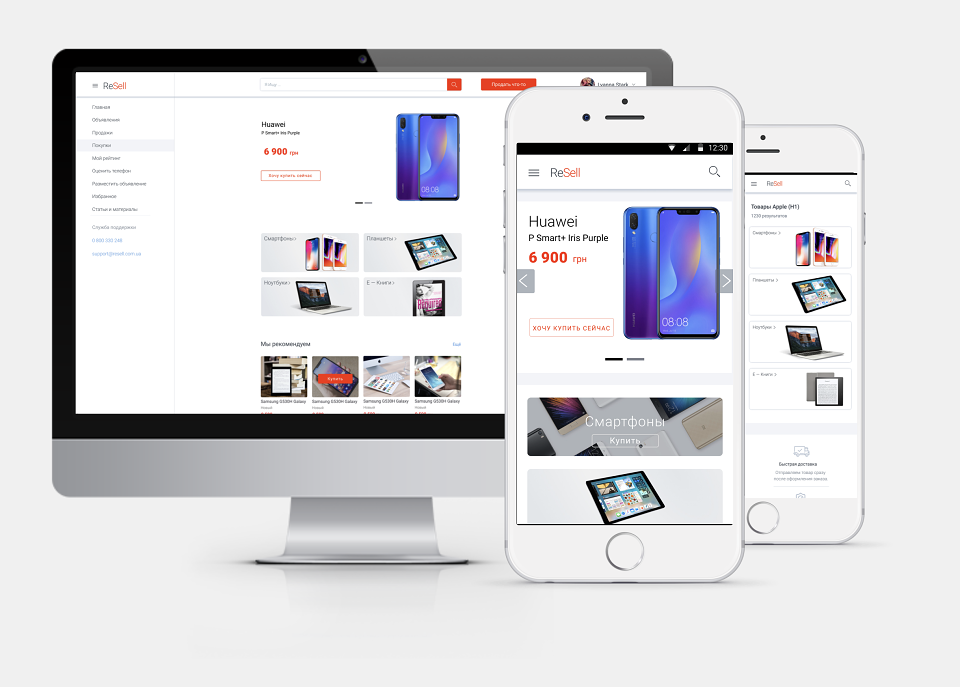 ReSell
Продать что-то
Lyanna Stark
Главная
Объявления
Продажи
Покупки
Мой рейтинг
Оценить телефон
Разместить объявление
Избранное
Статьи и материалы
Служба поддержки
0 800 330 248
support@resell.com.ua
Huawei
P Smart+ Iris Purple
6 900 грн
Хочу купить сейчас
08:08
Смартфоны
Планшеты
Ноутбуки
E — Книги
Мы рекомендуем
Ещё
Купить
Samsung G530H Galaxy
Samsung G530H Galaxy
Samsung G530H Galaxy
Samsung G530H Galaxy
Новый
Новый
Новый
Новый
12:30
ReSell
Huawei
P Smart+ Iris Purple
6 900 грн
ХОЧУ КУПИТЬ СЕЙЧАС
08:08
Смартфоны
Купить
ReSell
Товары Apple (H1)
1230 результатов
Смартфоны
Планшеты
Ноутбуки
E — Книги
Быстрая доставка
Отправляем товар сразу,
после оформления заказа.